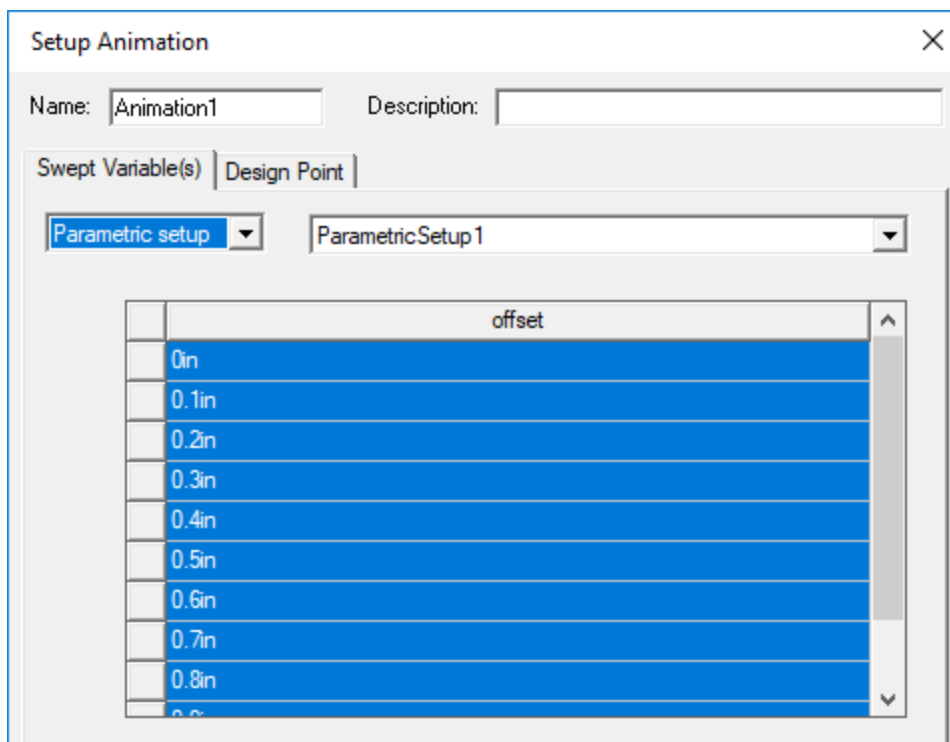 Setup Animation
Name: Animation1 Description:
Swept Variable(s) Design Point
Parametric setup ParametricSetup1
offset
0in
0.1in
0.2in
0.3in
0.4in
0.5in
0.6in
0.7in
0.8in